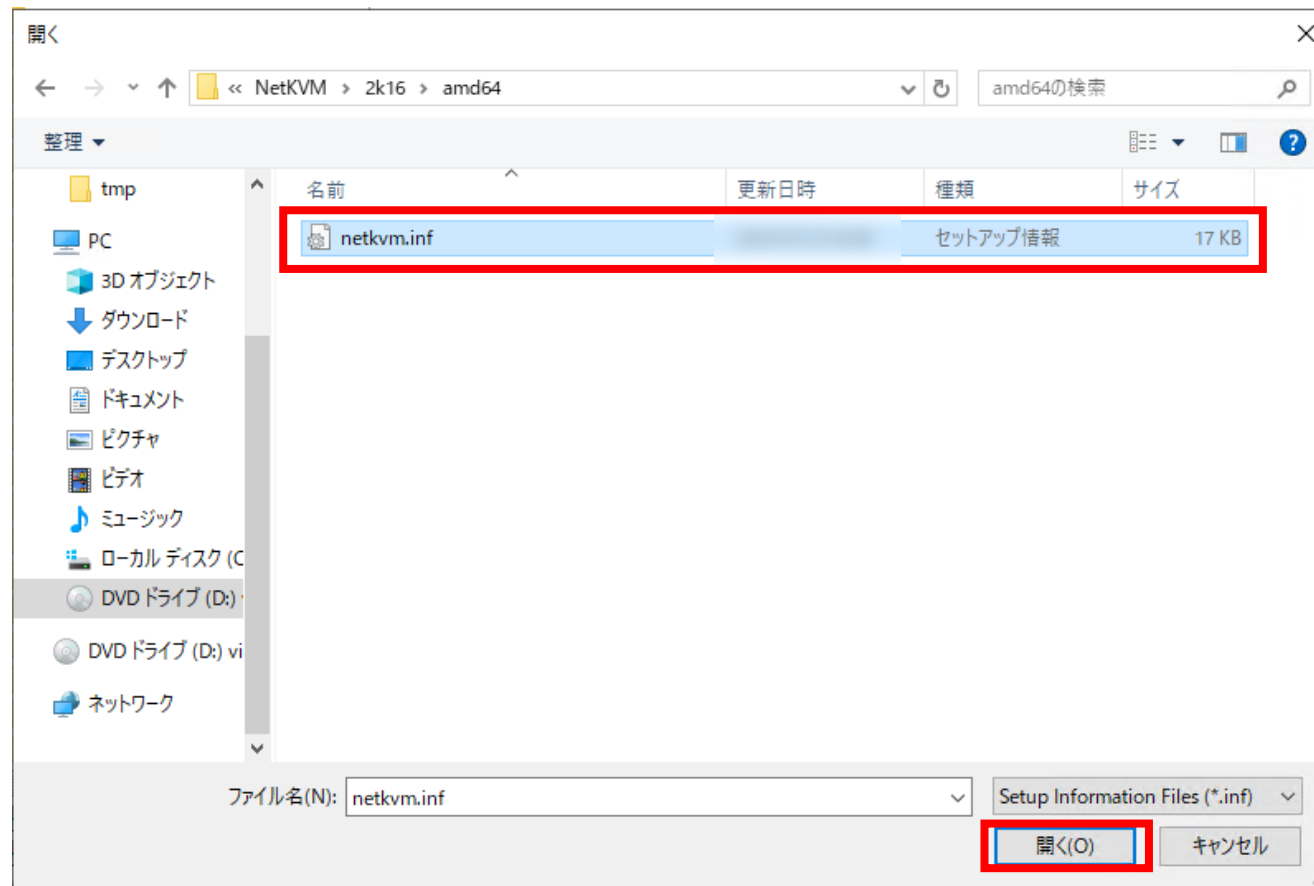 開く
« NetKVM › 2k16 › amd64
amd64の検索
整理
名前 更新日時 種類 サイズ
netkvm.inf セットアップ情報 17 KB
tmp
PC
3D オブジェクト
ダウンロード
デスクトップ
ドキュメント
ピクチャ
ビデオ
ミュージック
ローカル ディスク (C
DVD ドライブ (D:)
DVD ドライブ (D:) vi
ネットワーク
ファイル名(N): netkvm.inf Setup Information Files (*.inf)
開く(O) キャンセル